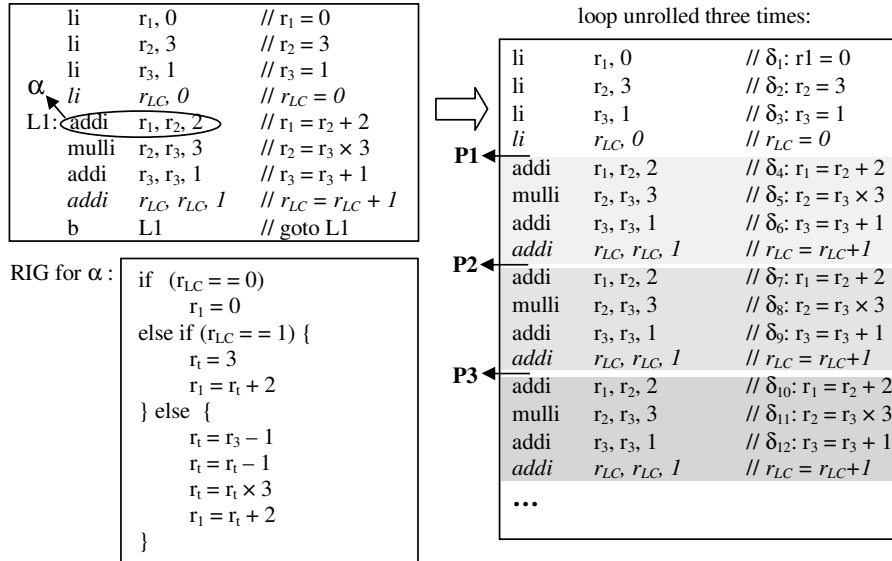 li r1, 0 // r1 = 0
li r2, 3 // r2 = 3
li r3, 1 // r3 = 1
li rLC, 0 // rLC = 0
α
L1: addi r1, r2, 2 // r1 = r2 + 2
mulli r2, r3, 3 // r2 = r3 × 3
addi r3, r3, 1 // r3 = r3 + 1
addi rLC, rLC, 1 // rLC = rLC + 1
b L1 // goto L1
RIG for α :
if (rLC = = 0)
r1 = 0
else if (rLC = = 1) {
rt = 3
r1 = rt + 2
} else {
rt = r3 – 1
rt = rt – 1
rt = rt × 3
r1 = rt + 2
}
loop unrolled three times:
li r1, 0 // δ1: r1 = 0
li r2, 3 // δ2: r2 = 3
li r3, 1 // δ3: r3 = 1
li rLC, 0 // rLC = 0
P1
addi r1, r2, 2 // δ4: r1 = r2 + 2
mulli r2, r3, 3 // δ5: r2 = r3 × 3
addi r3, r3, 1 // δ6: r3 = r3 + 1
addi rLC, rLC, 1 // rLC = rLC+1
P2
addi r1, r2, 2 // δ7: r1 = r2 + 2
mulli r2, r3, 3 // δ8: r2 = r3 × 3
addi r3, r3, 1 // δ9: r3 = r3 + 1
addi rLC, rLC, 1 // rLC = rLC+1
P3
addi r1, r2, 2 // δ10: r1 = r2 + 2
mulli r2, r3, 3 // δ11: r2 = r3 × 3
addi r3, r3, 1 // δ12: r3 = r3 + 1
addi rLC, rLC, 1 // rLC = rLC+1
...